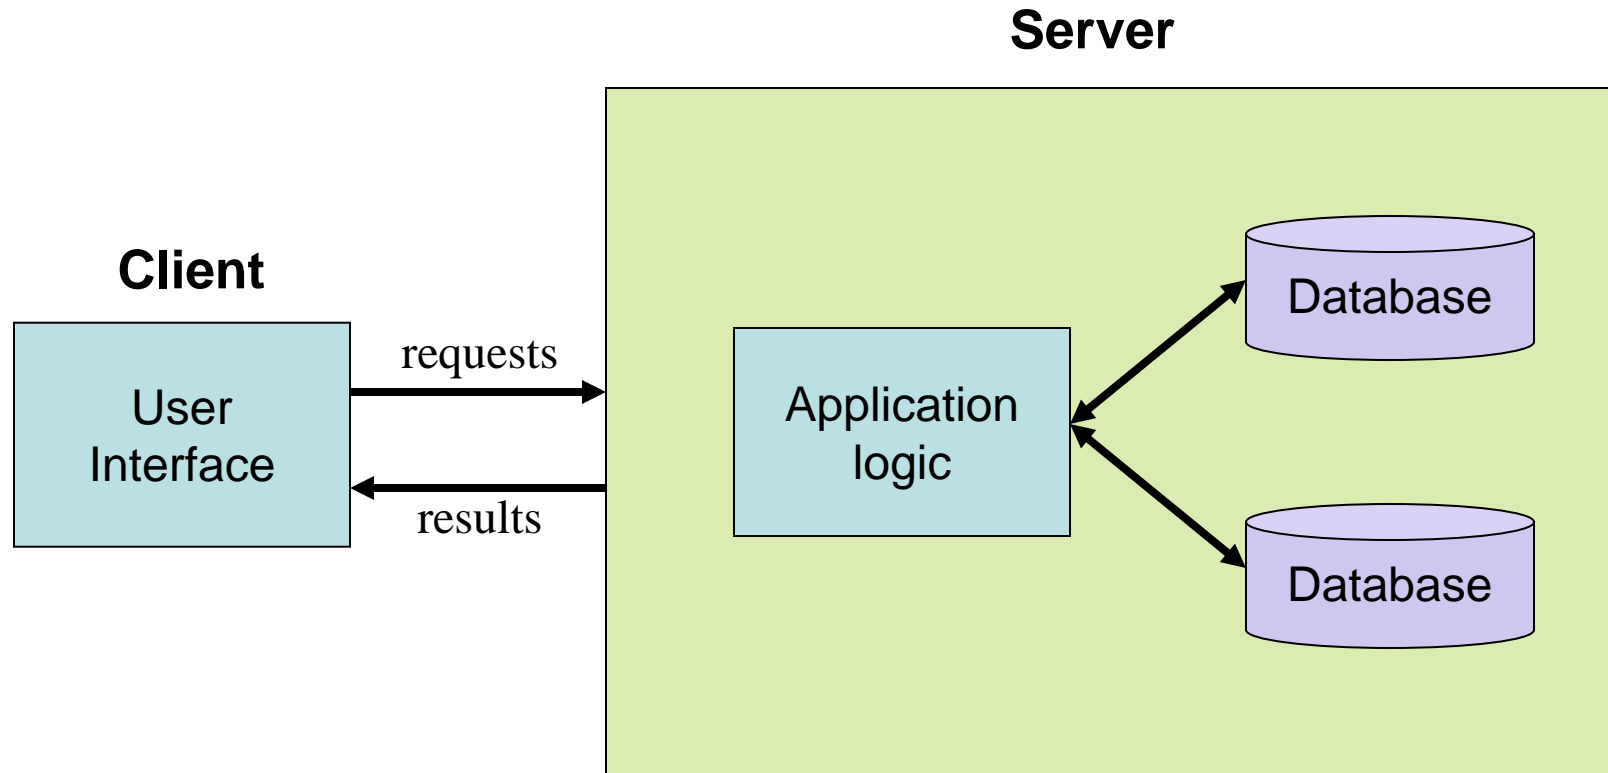 Server
Client
User
Interface
requests
results
Application
logic
Database
Database